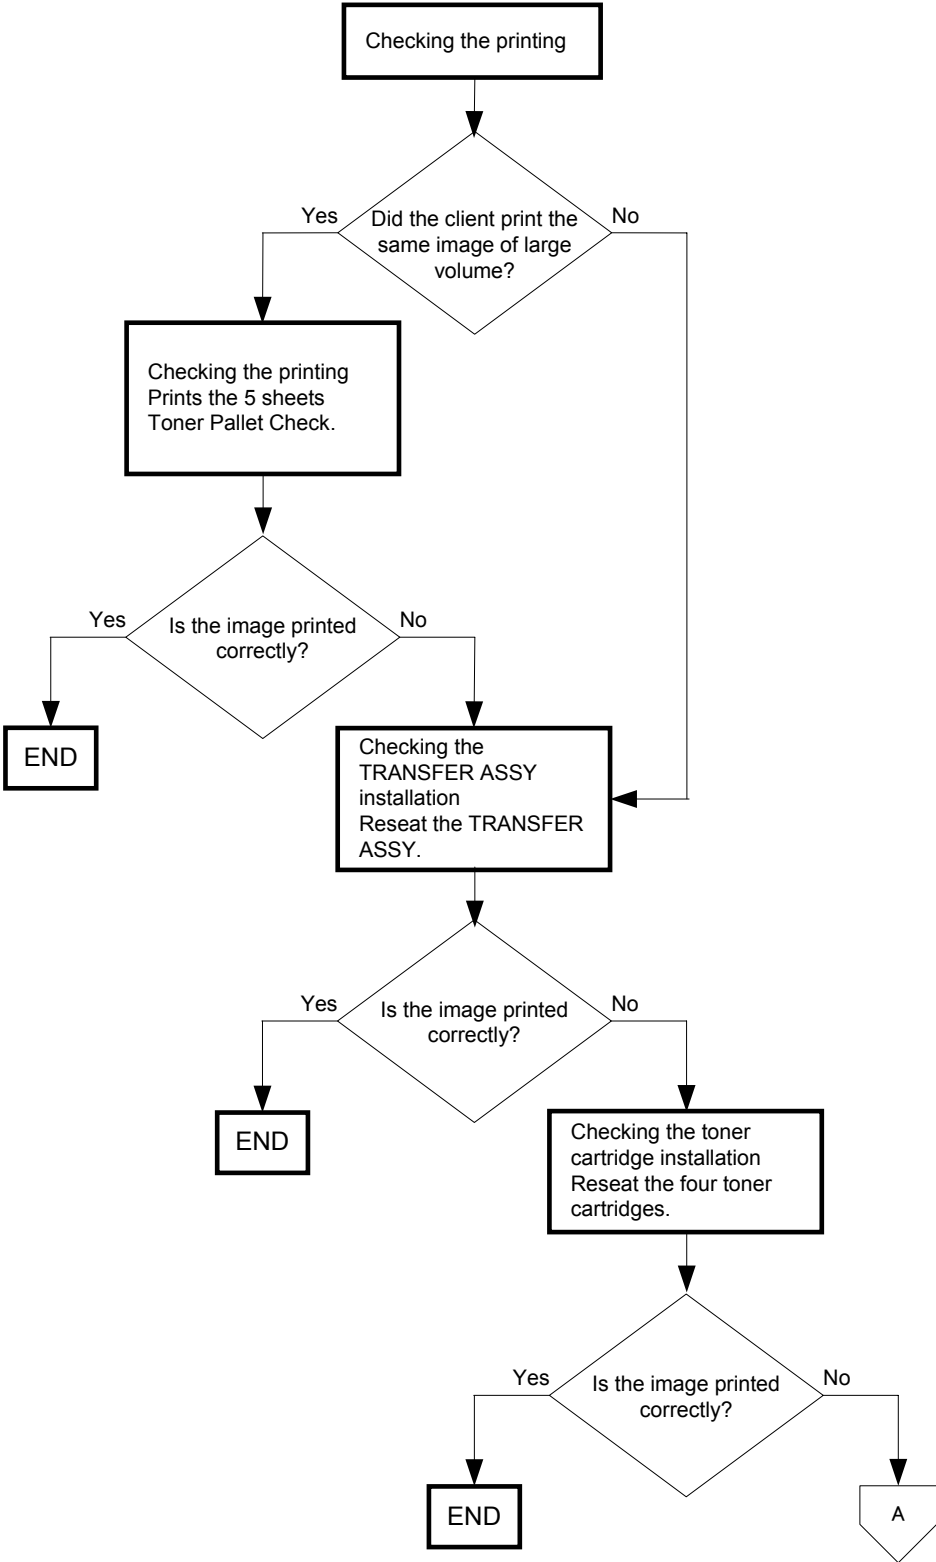 Checking the printing
Yes
Did the client print the
same image of large
volume?
No
Checking the printing
Prints the 5 sheets
Toner Pallet Check.
Yes
Is the image printed
correctly?
No
END
Checking the
TRANSFER ASSY
installation
Reseat the TRANSFER
ASSY.
Yes
Is the image printed
correctly?
No
END
Checking the toner
cartridge installation
Reseat the four toner
cartridges.
Yes
Is the image printed
correctly?
No
END
A